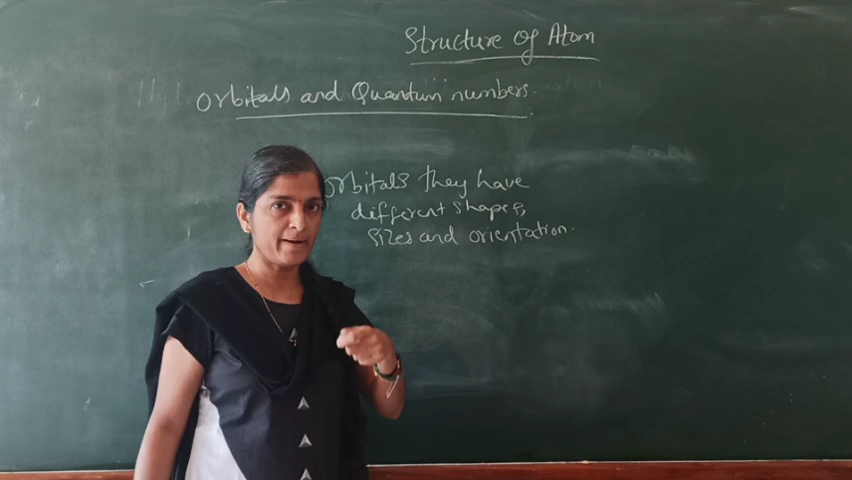 Structure Of Atom
Orbitals and Quantum numbers.
orbitals they have
different shapes,
sizes and orientation.